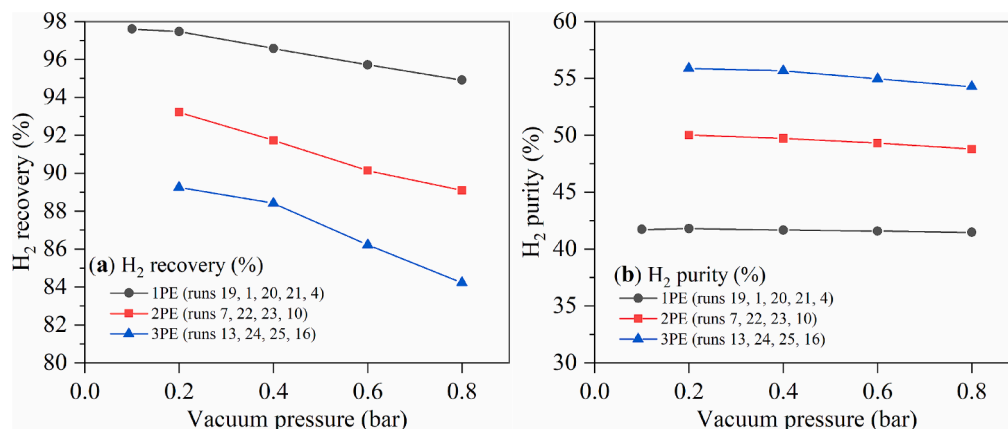 98
96
94
92
90
88
86
84
82
80
H₂ recovery (%)
(a) H₂ recovery (%)
1PE (runs 19, 1, 20, 21, 4)
2PE (runs 7, 22, 23, 10)
3PE (runs 13, 24, 25, 16)
0.0 0.2 0.4 0.6 0.8
Vacuum pressure (bar)
60
55
50
45
40
35
30
H₂ purity (%)
(b) H₂ purity (%)
1PE (runs 19, 1, 20, 21, 4)
2PE (runs 7, 22, 23, 10)
3PE (runs 13, 24, 25, 16)
0.0 0.2 0.4 0.6 0.8
Vacuum pressure (bar)